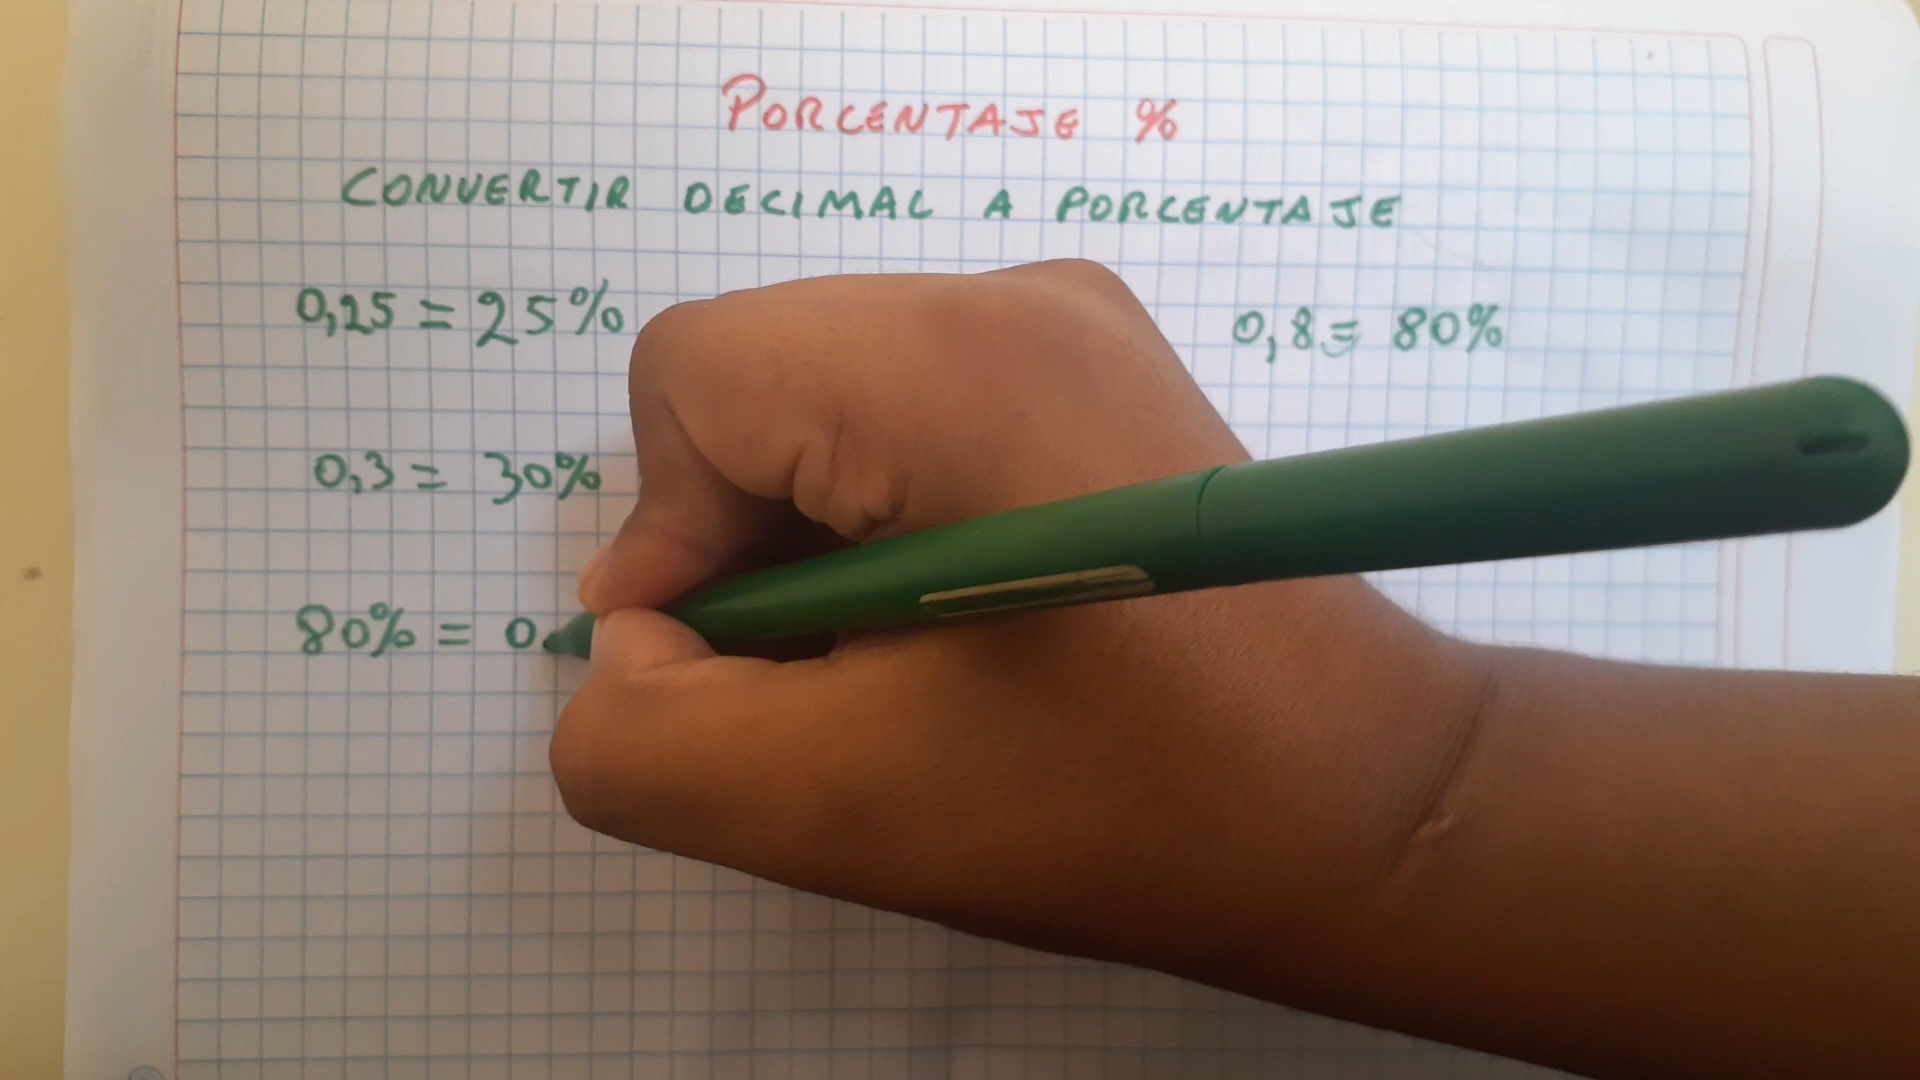 PORCENTAJE %
CONVERTIR DECIMAL A PORCENTAJE
0,25 = 25%
0,8 = 80%
0,3 = 30%
80% = 0